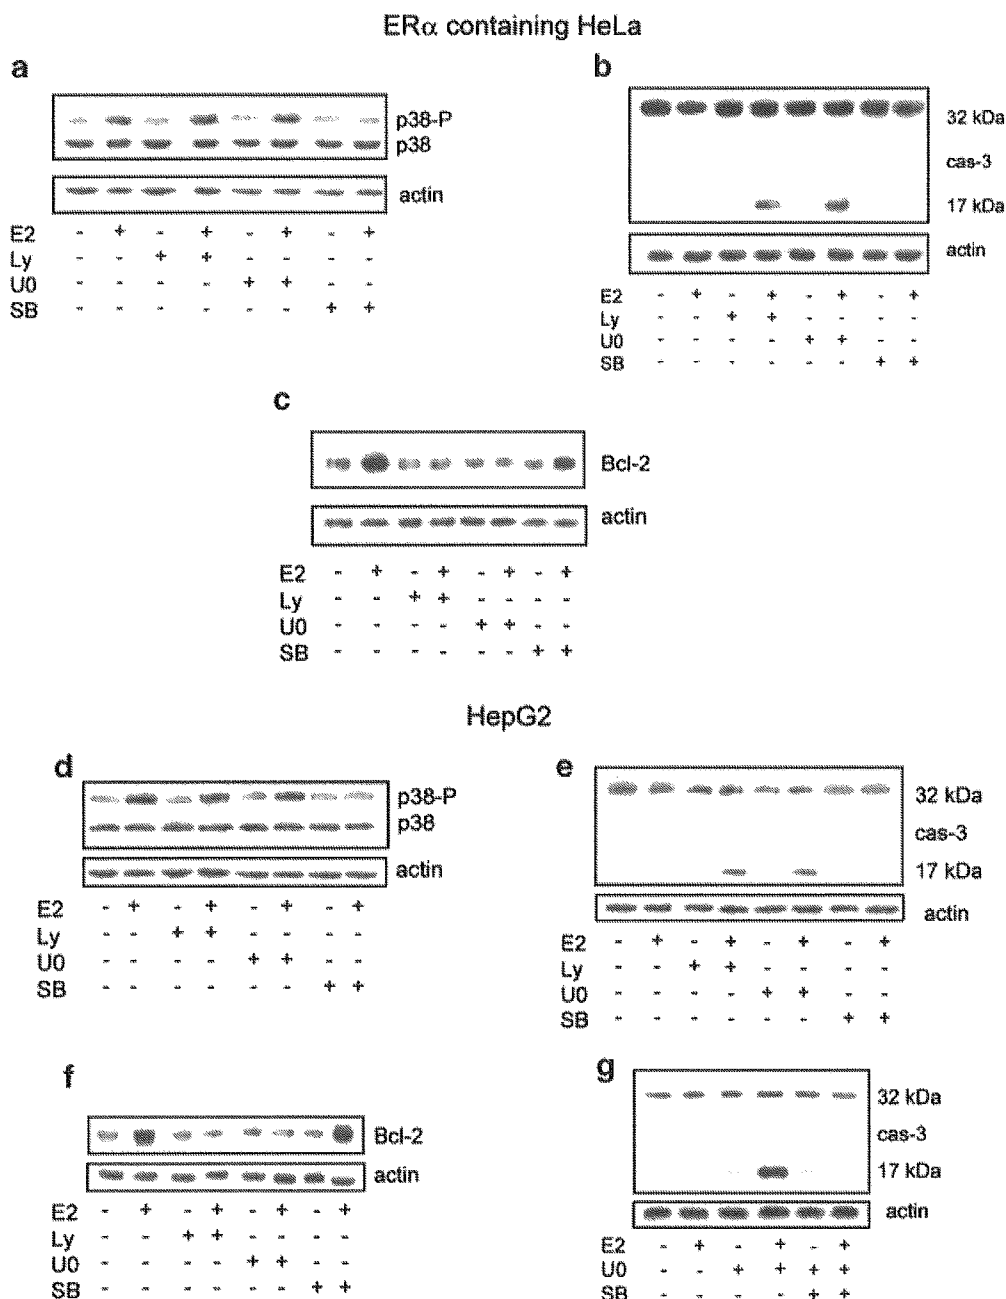 ERα containing HeLa
a
p38-P
p38
actin
E2 - + - + - + - +
Ly - - + + - - - -
U0 - - - - + + - -
SB - - - - - - + +
b
32 kDa
cas-3
17 kDa
actin
E2 - + - + - + - +
Ly - - + + - - - -
U0 - - - - + + - -
SB - - - - - - + +
c
Bcl-2
actin
E2 - + - + - + - +
Ly - - + + - - - -
U0 - - - - + + - -
SB - - - - - - + +
HepG2
d
p38-P
p38
actin
E2 - + - + - + - +
Ly - - + + - - - -
U0 - - - - + + - -
SB - - - - - - + +
e
32 kDa
cas-3
17 kDa
actin
E2 - + - + - + - +
Ly - - + + - - - -
U0 - - - - + + - -
SB - - - - - - + +
f
Bcl-2
actin
E2 - + - + - + - +
Ly - - + + - - - -
U0 - - - - + + - -
SB - - - - - - + +
g
32 kDa
cas-3
17 kDa
actin
E2 - + - + - +
U0 - - + + + +
SB - - - - + +